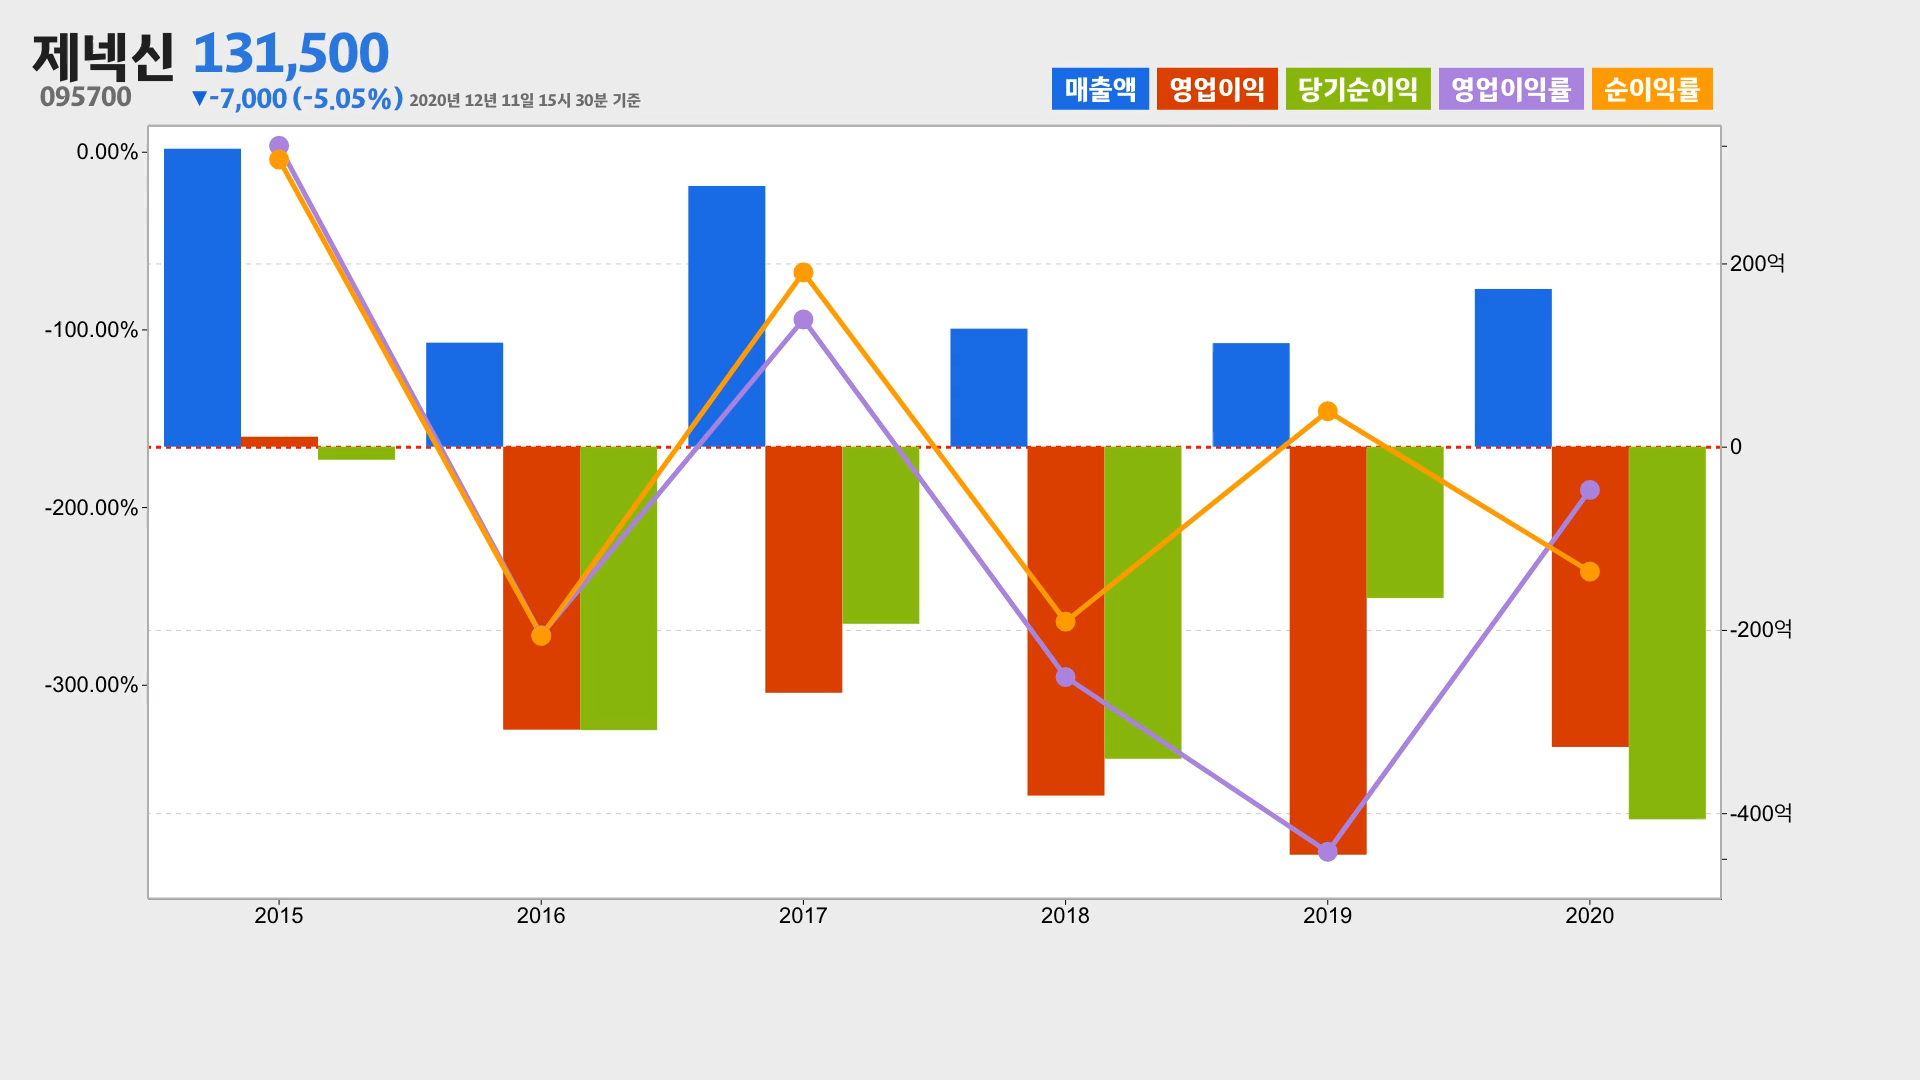 제넥신 131,500
095700 ▼-7,000 (-5.05%) 2020년 12년 11일 15시 30분 기준
매출액 영업이익 당기순이익 영업이익률 순이익률
0.00%
200억
-100.00%
0
-200.00%
-200억
-300.00%
-400억
2015 2016 2017 2018 2019 2020